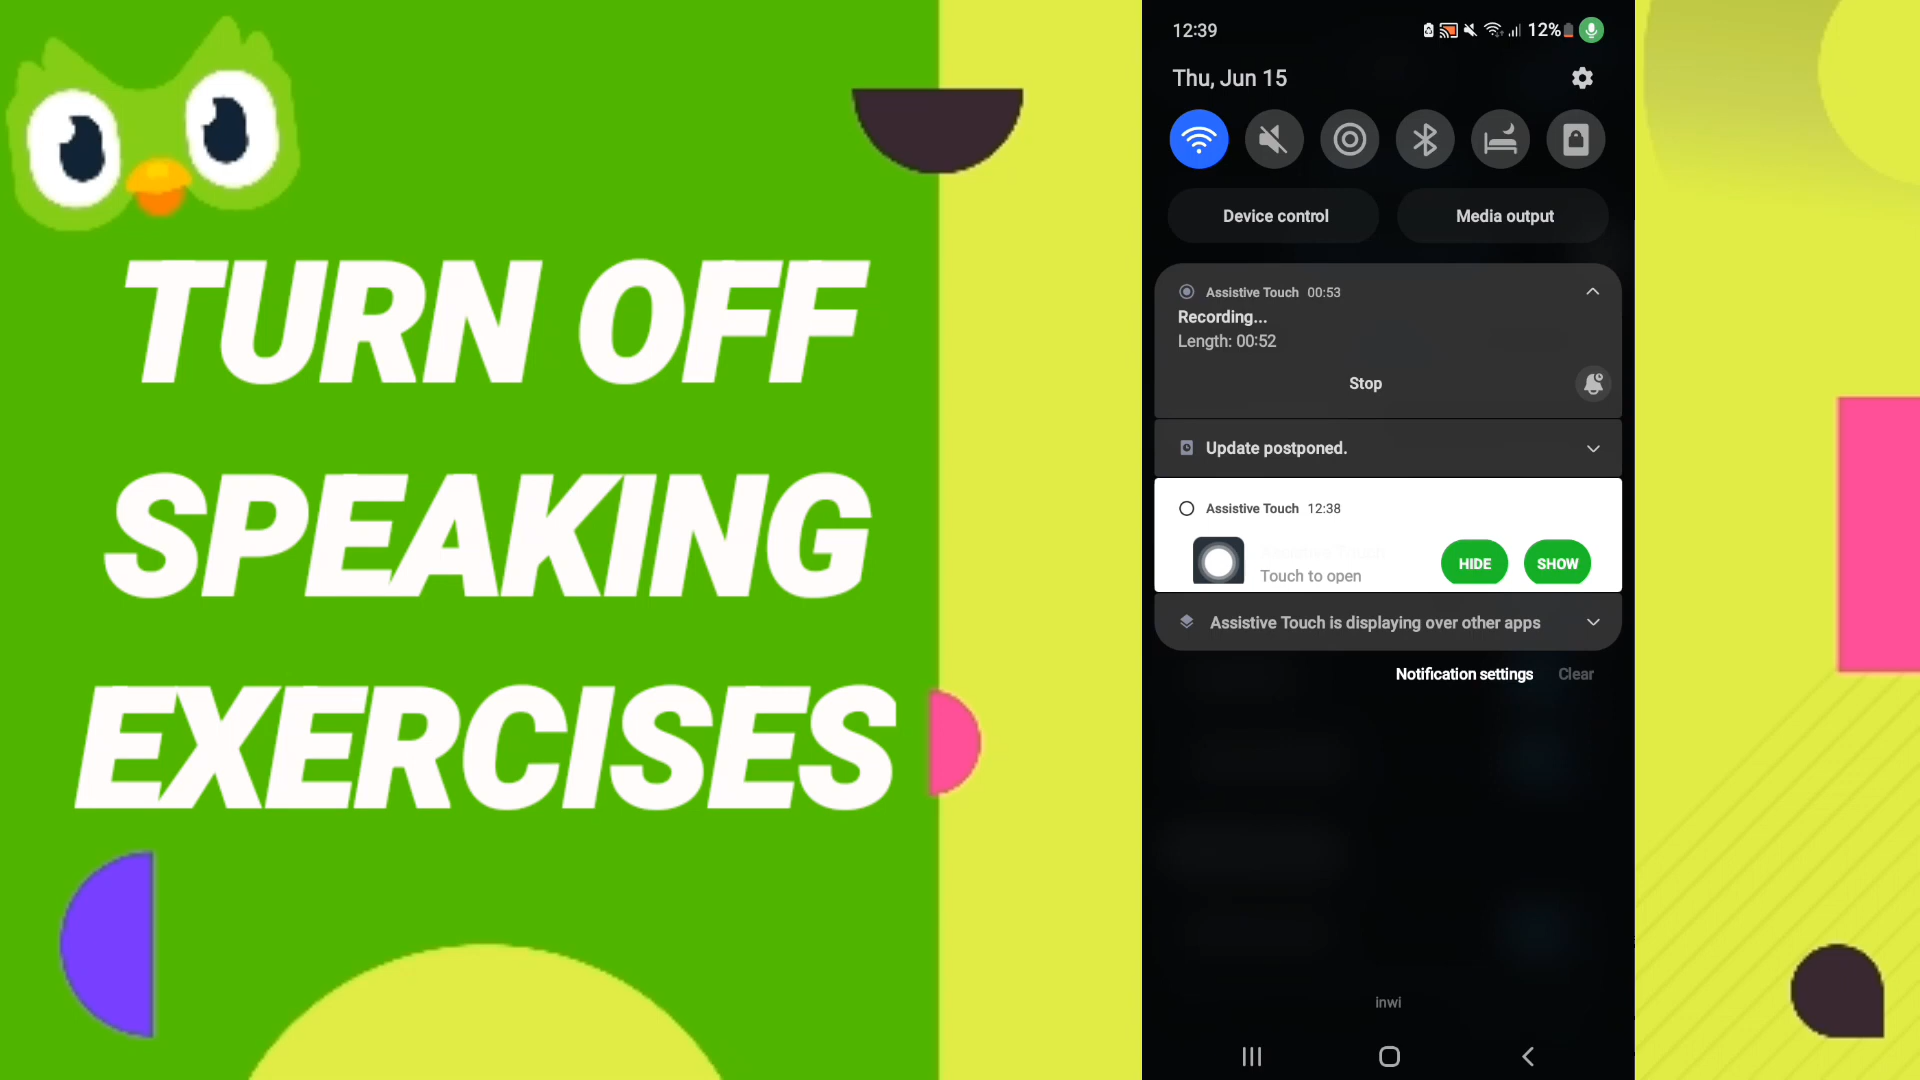 TURN OFF
SPEAKING
EXERCISES
12:39
12%
Thu, Jun 15
Device control
Media output
Assistive Touch 00:53
Recording...
Length: 00:52
Stop
Update postponed.
Assistive Touch 12:38
Assistive Touch
Touch to open
HIDE
SHOW
Assistive Touch is displaying over other apps
Notification settings
Clear
inwi